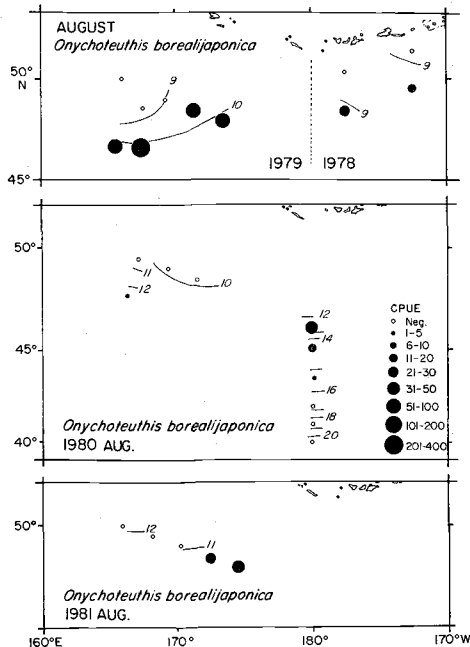 AUGUST
Onychoteuthis borealijaponica
50°
N
9
10
9
9
1979
1978
45°
50°
11
12
10
12
14
16
18
20
45°
40°
CPUE
Neg.
1-5
6-10
11-20
21-30
31-50
51-100
101-200
201-400
Onychoteuthis borealijaponica
1980 AUG.
50°
12
11
Onychoteuthis borealijaponica
1981 AUG.
160°E
170°
180°
170°W